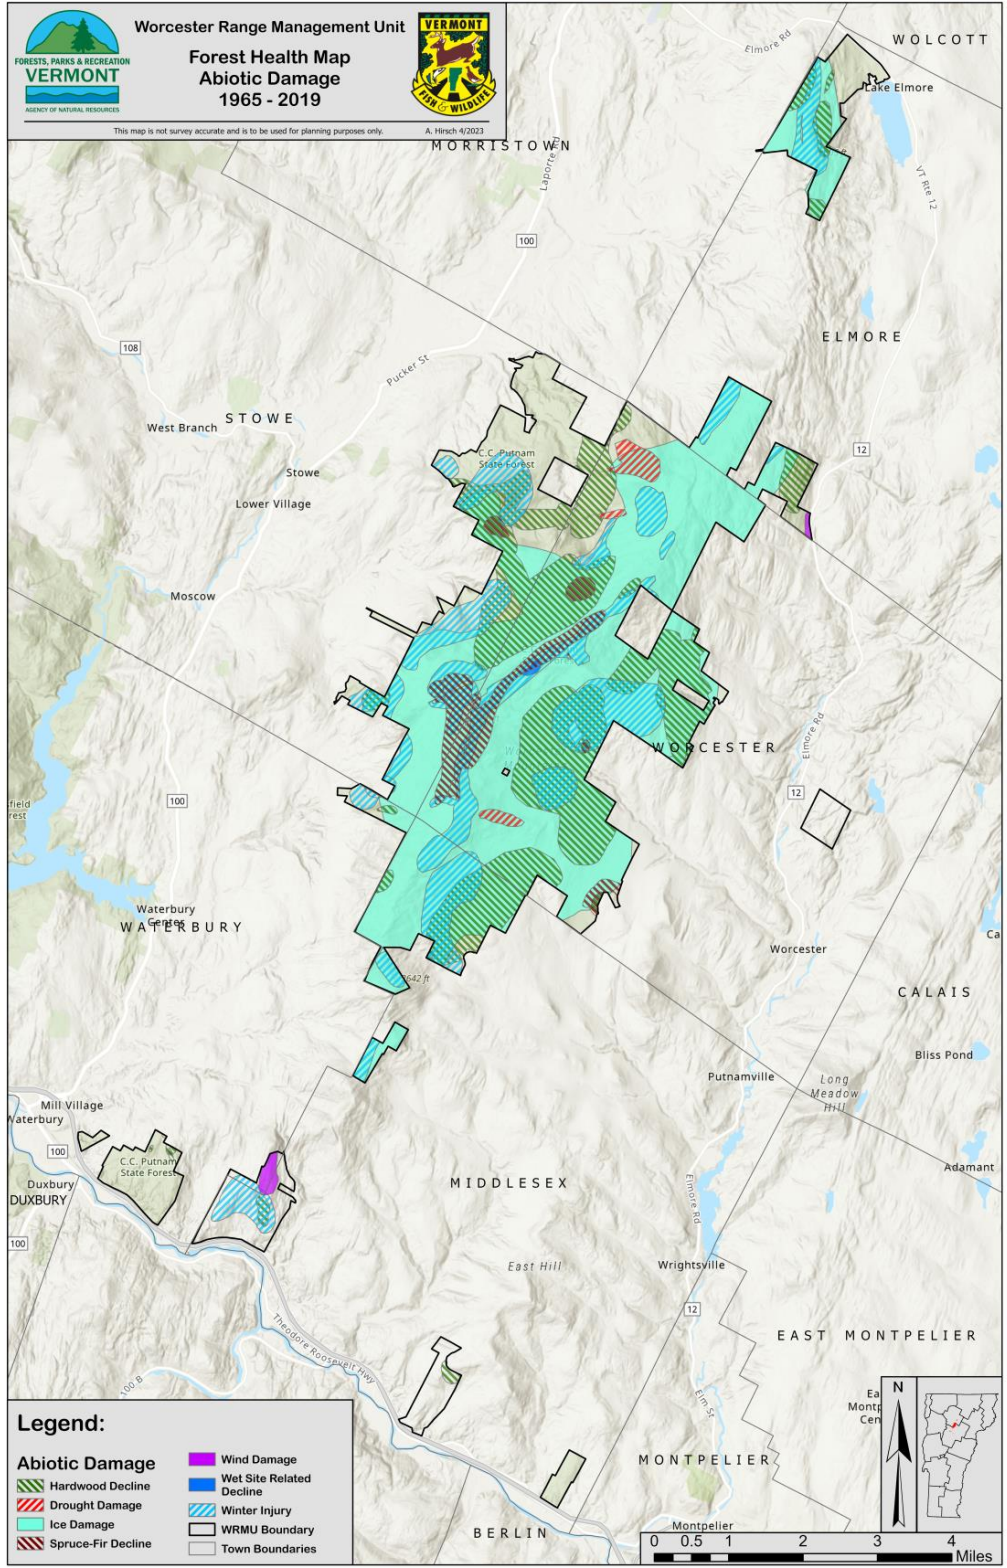 FORESTS, PARKS & RECREATION
VERMONT
AGENCY OF NATURAL RESOURCES
Worcester Range Management Unit
Forest Health Map
Abiotic Damage
1965 - 2019
VERMONT
FISH & WILDLIFE
This map is not survey accurate and is to be used for planning purposes only.
A. Hirsch 4/2023
WOLCOTT
Elmore Rd
Lake Elmore
MORRISTOWN
Laporte Rd
VT Rte 12
100
ELMORE
108
Pucker St
STOWE
West Branch
12
C.C. Putnam
State Forest
Stowe
Lower Village
Moscow
Elmore Rd
WORCESTER
12
100
Waterbury
Center
WATERBURY
Worcester
2642 ft
CALAIS
Bliss Pond
Putnamville
Long
Meadow
Hill
Mill Village
Waterbury
100
C.C. Putnam
State Forest
Adamant
Duxbury
DUXBURY
MIDDLESEX
Elmore Rd
100
East Hill
Wrightsville
12
Theodore Roosevelt Hwy
EAST MONTPELIER
100 B
Elm St
N
MONTPELIER
Montpelier
BERLIN
Legend:
Abiotic Damage
Hardwood Decline
Drought Damage
Ice Damage
Spruce-Fir Decline
Wind Damage
Wet Site Related
Decline
Winter Injury
WRMU Boundary
Town Boundaries
0 0.5 1 2 3 4
Miles